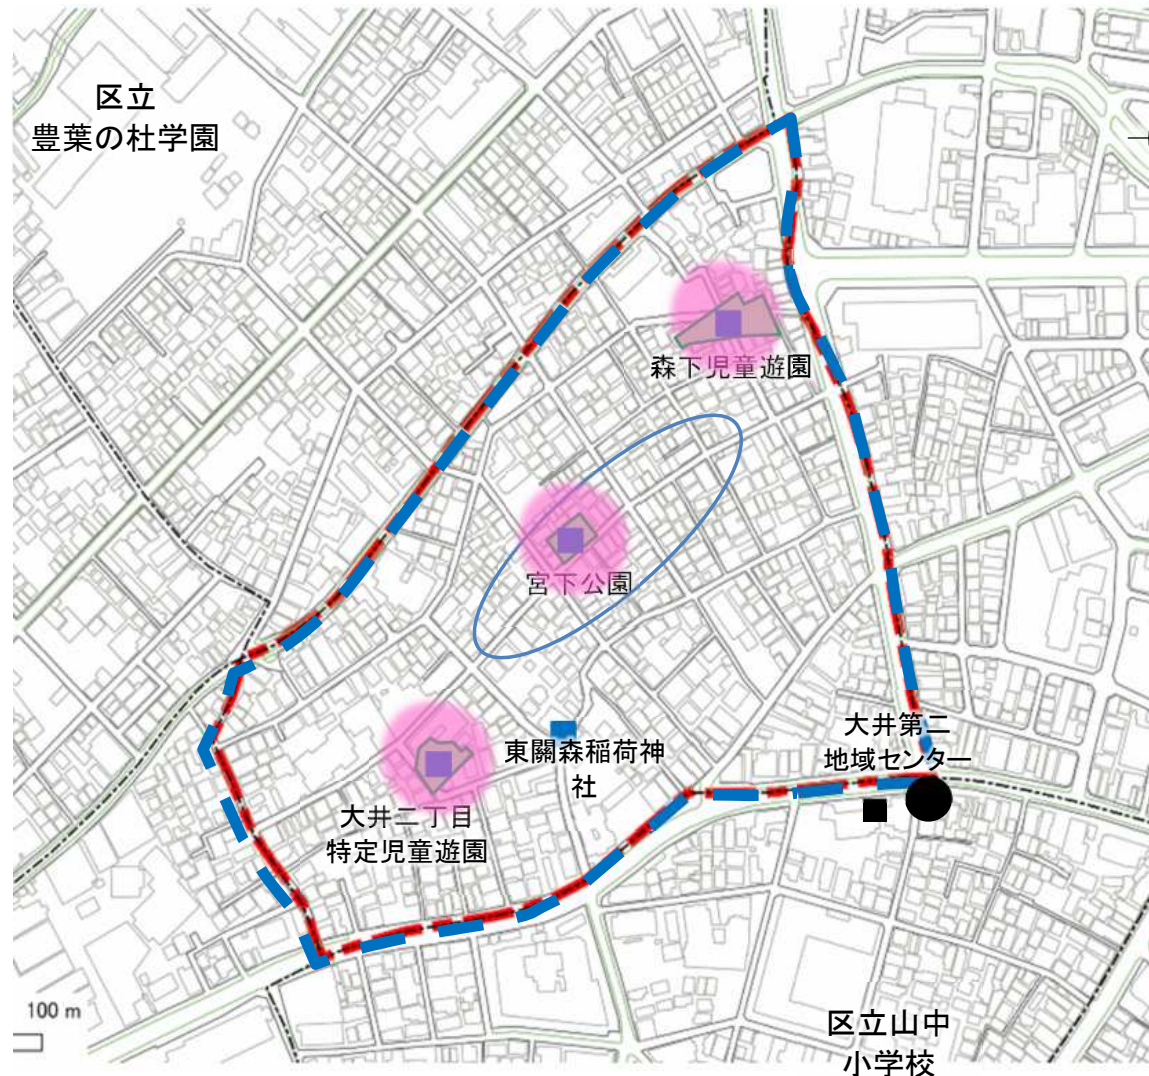 区立
豊葉の杜学園
森下児童遊園
宮下公園
大井第二
地域センター
東關森稲荷神
社
大井二丁目
特定児童遊園
100 m
区立山中
小学校